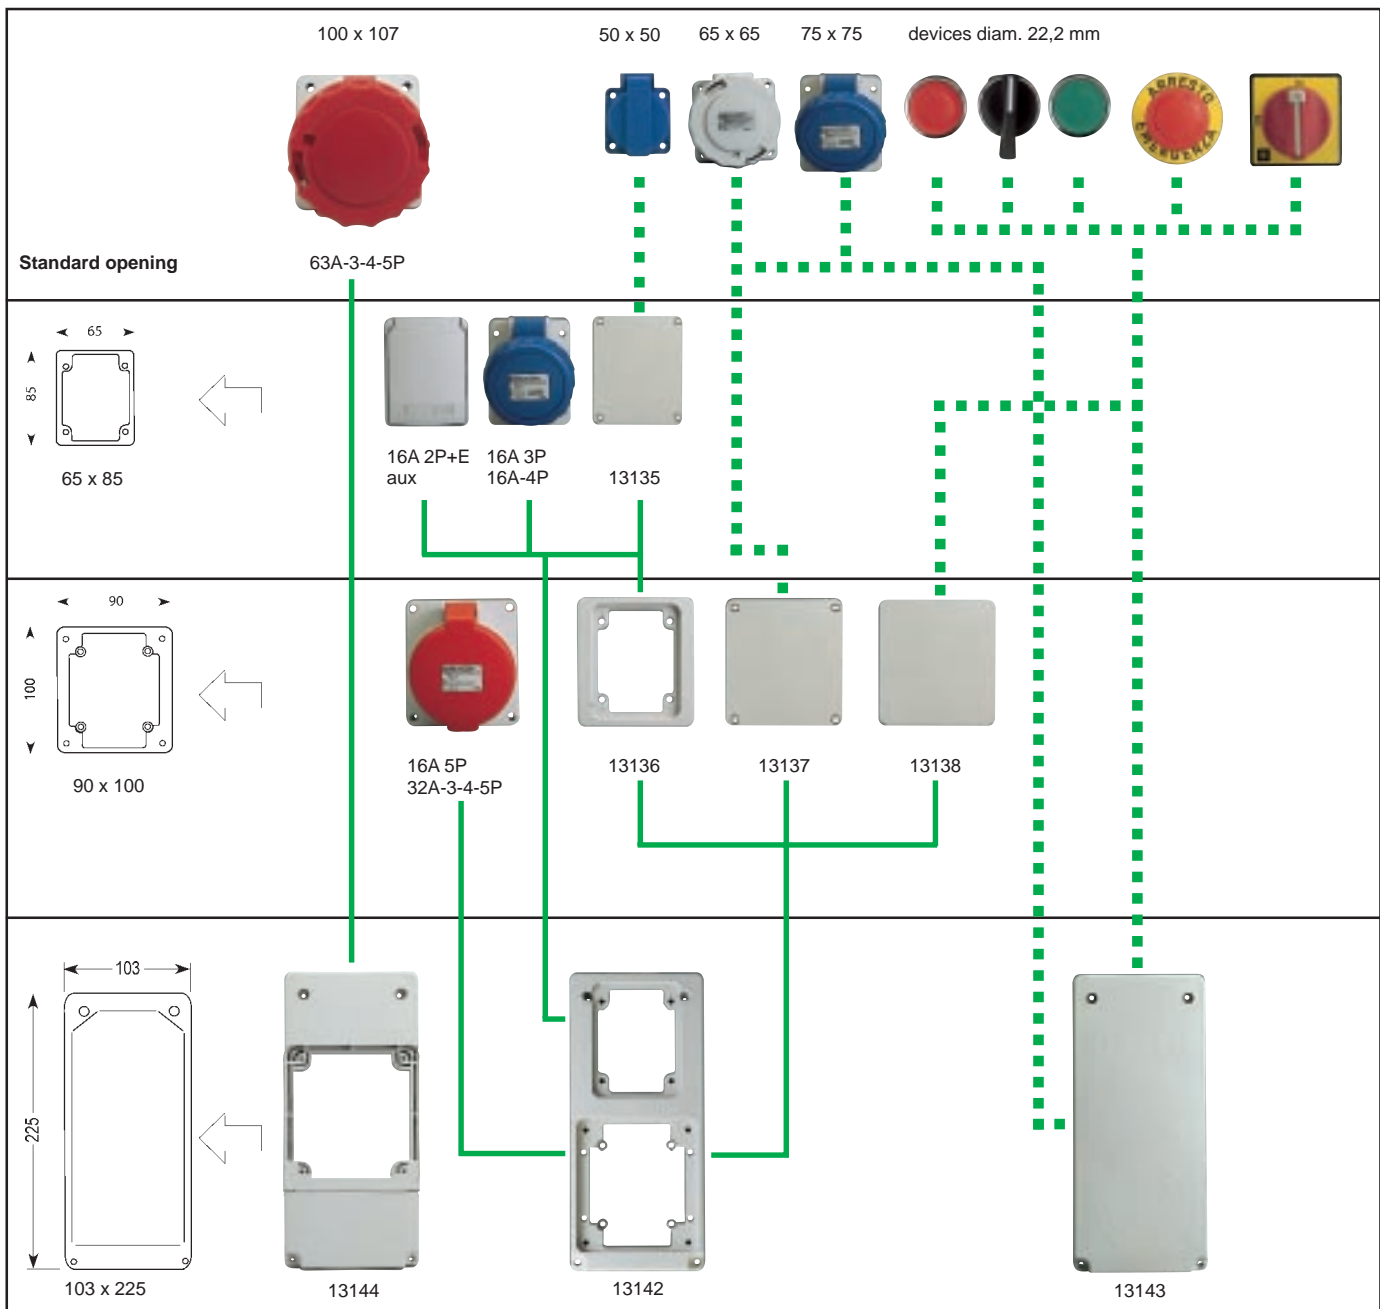 100 x 107
50 x 50
65 x 65
75 x 75
devices diam. 22,2 mm
ARRESTO
EMERGENZA
Standard opening
63A-3-4-5P
65
85
65 x 85
16A 2P+E
aux
16A 3P
16A-4P
13135
90
100
90 x 100
16A 5P
32A-3-4-5P
13136
13137
13138
103
225
103 x 225
13144
13142
13143